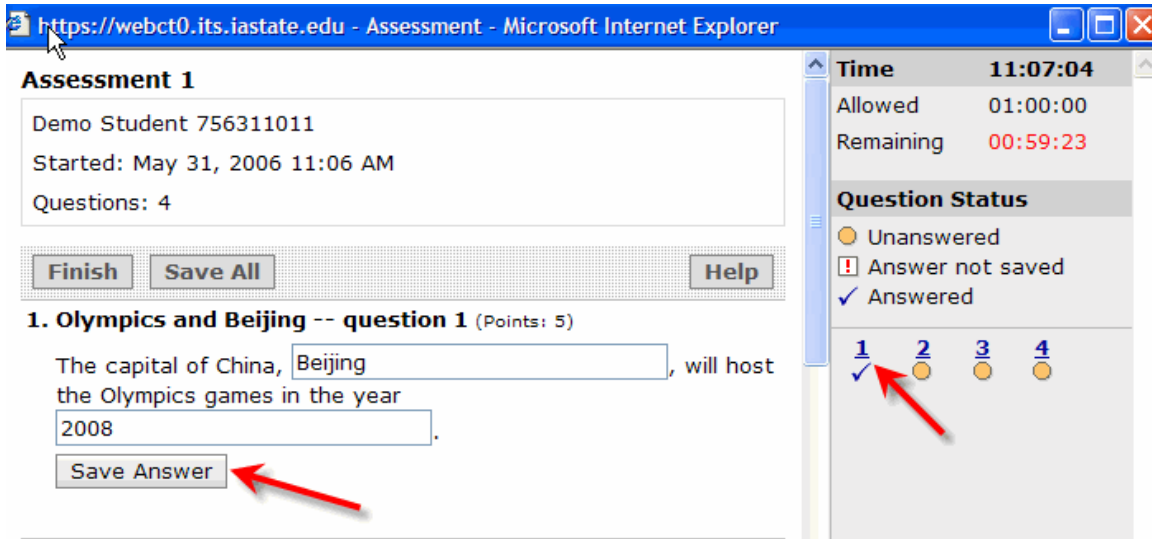 https://webct0.its.iastate.edu - Assessment - Microsoft Internet Explorer
Assessment 1
Demo Student 756311011
Started: May 31, 2006 11:06 AM
Questions: 4
Finish Save All Help
1. Olympics and Beijing -- question 1 (Points: 5)
The capital of China, Beijing , will host
the Olympics games in the year
2008 .
Save Answer
Time 11:07:04
Allowed 01:00:00
Remaining 00:59:23
Question Status
Unanswered
! Answer not saved
✓ Answered
1 2 3 4
✓